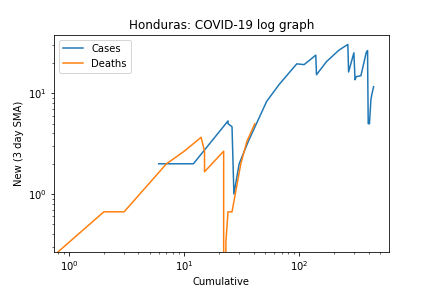 Honduras: COVID-19 log graph
Cases
Deaths
New (3 day SMA)
10¹
10⁰
10⁰ 10¹ 10²
Cumulative